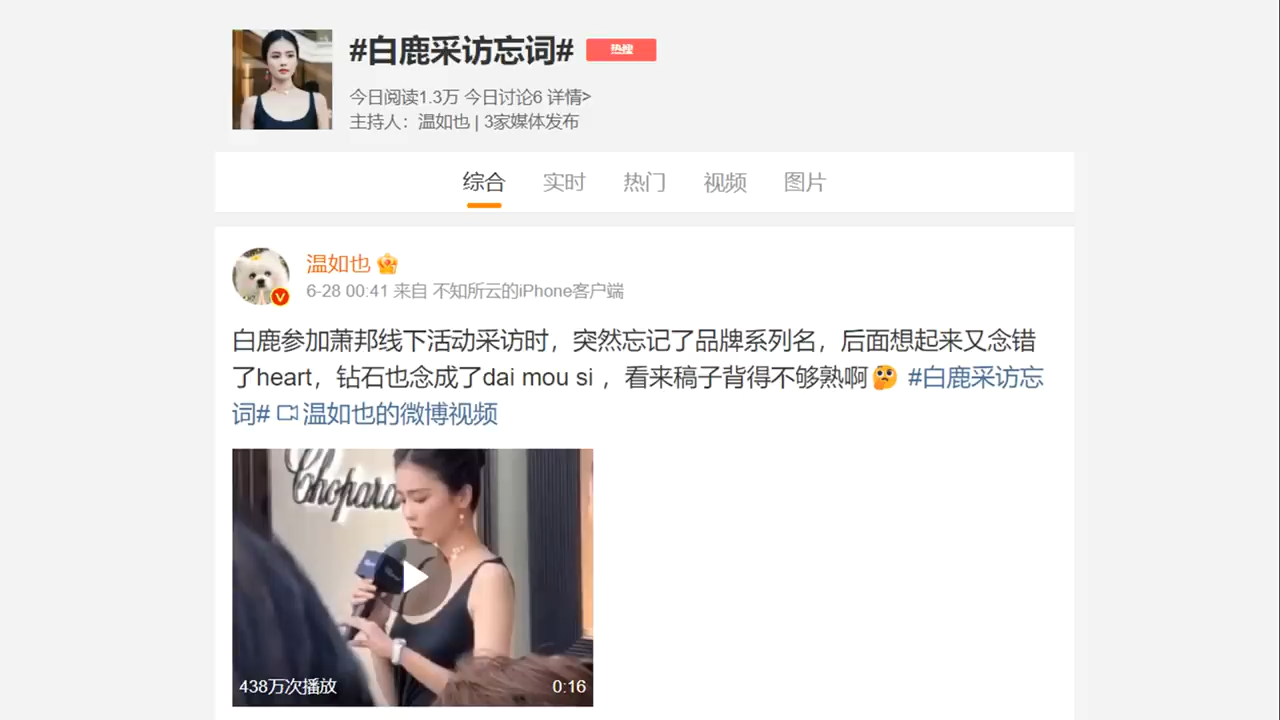 #白鹿采访忘词# 热搜
今日阅读1.3万 今日讨论6 详情>
主持人：温如也 | 3家媒体发布
综合 实时 热门 视频 图片
温如也
6-28 00:41 来自 不知所云的iPhone客户端
白鹿参加萧邦线下活动采访时，突然忘记了品牌系列名，后面想起来又念错
了heart，钻石也念成了dai mou si ，看来稿子背得不够熟啊 #白鹿采访忘
词# 温如也的微博视频
Chopard
438万次播放 0:16